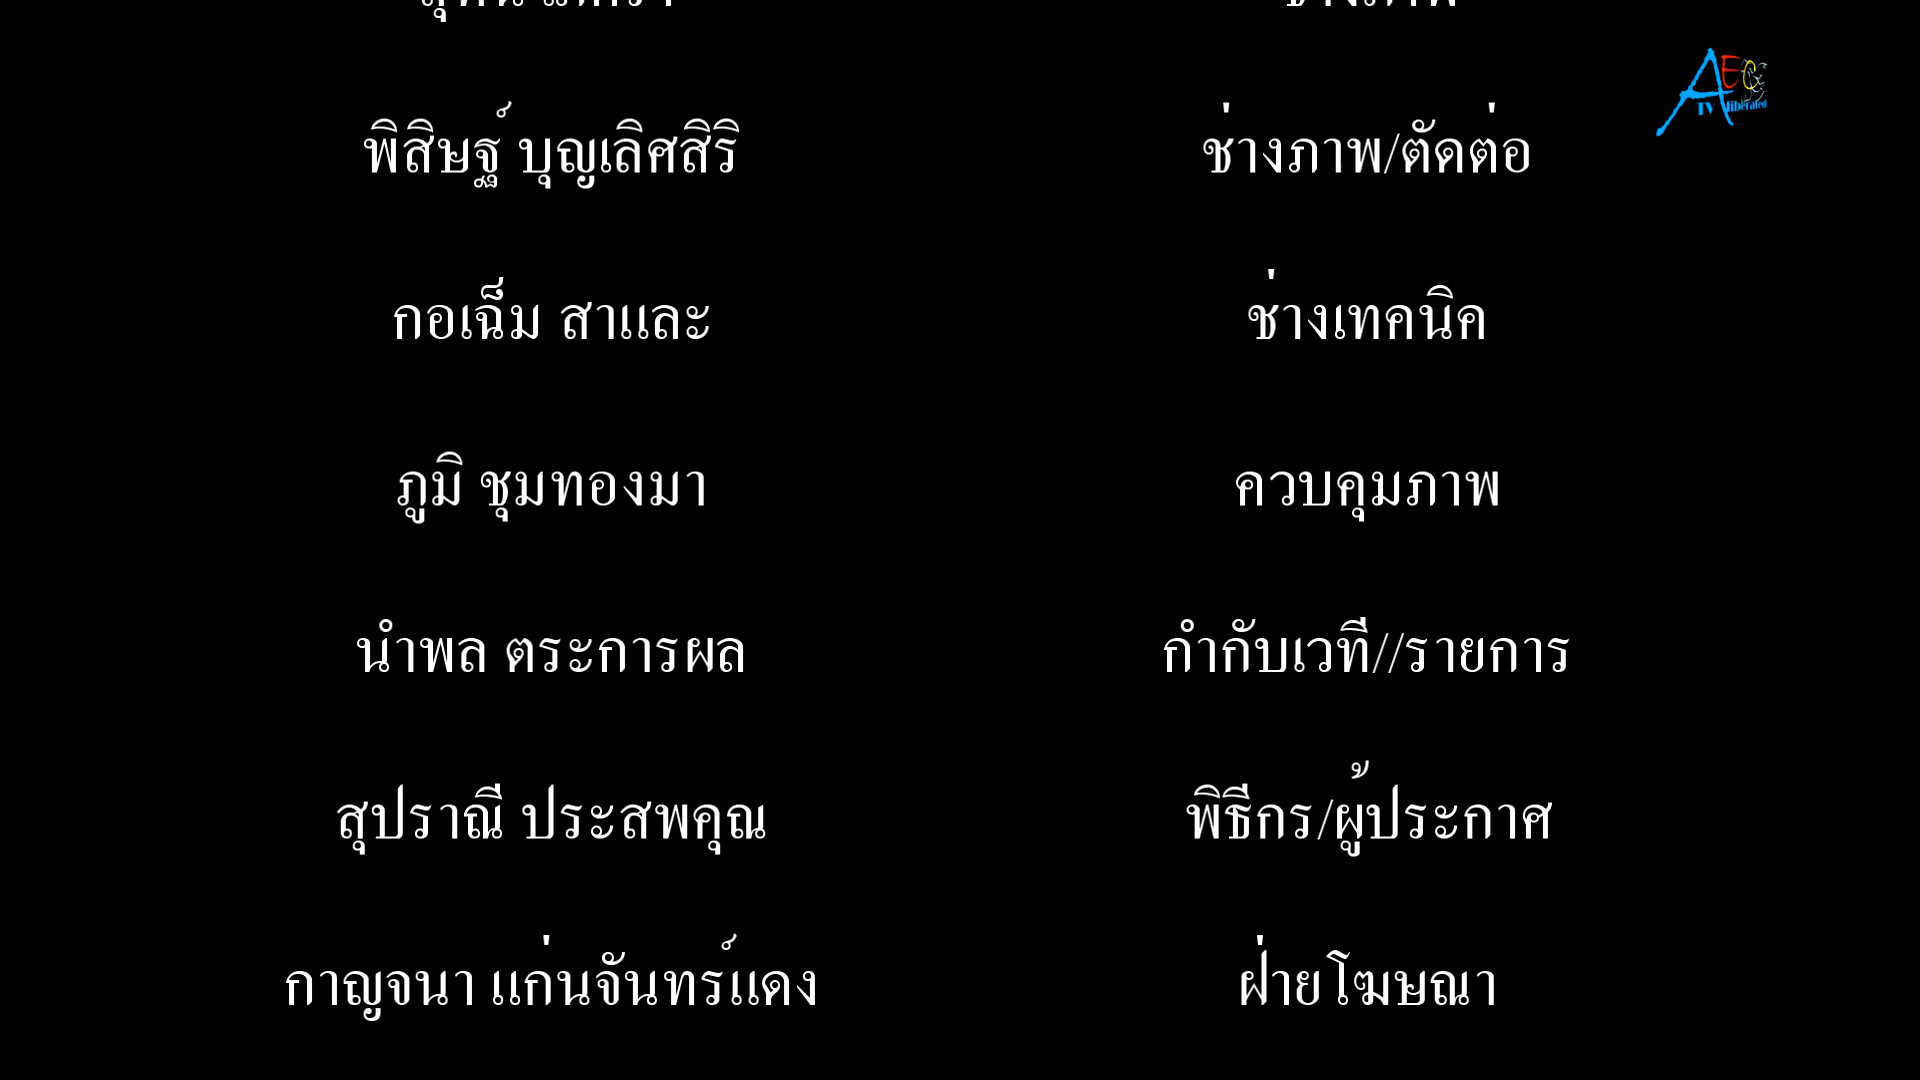 พิสิษฐ์ บุญเลิศสิริ ช่างภาพ/ตัดต่อ
กอเฉ็ม สาและ ช่างเทคนิค
ภูมิ ชุมทองมา ควบคุมภาพ
นำพล ตระการผล กำกับเวที//รายการ
สุปราณี ประสพคุณ พิธีกร/ผู้ประกาศ
กาญจนา แก่นจันทร์แดง ฝ่ายโฆษณา
AEC
TV liberated